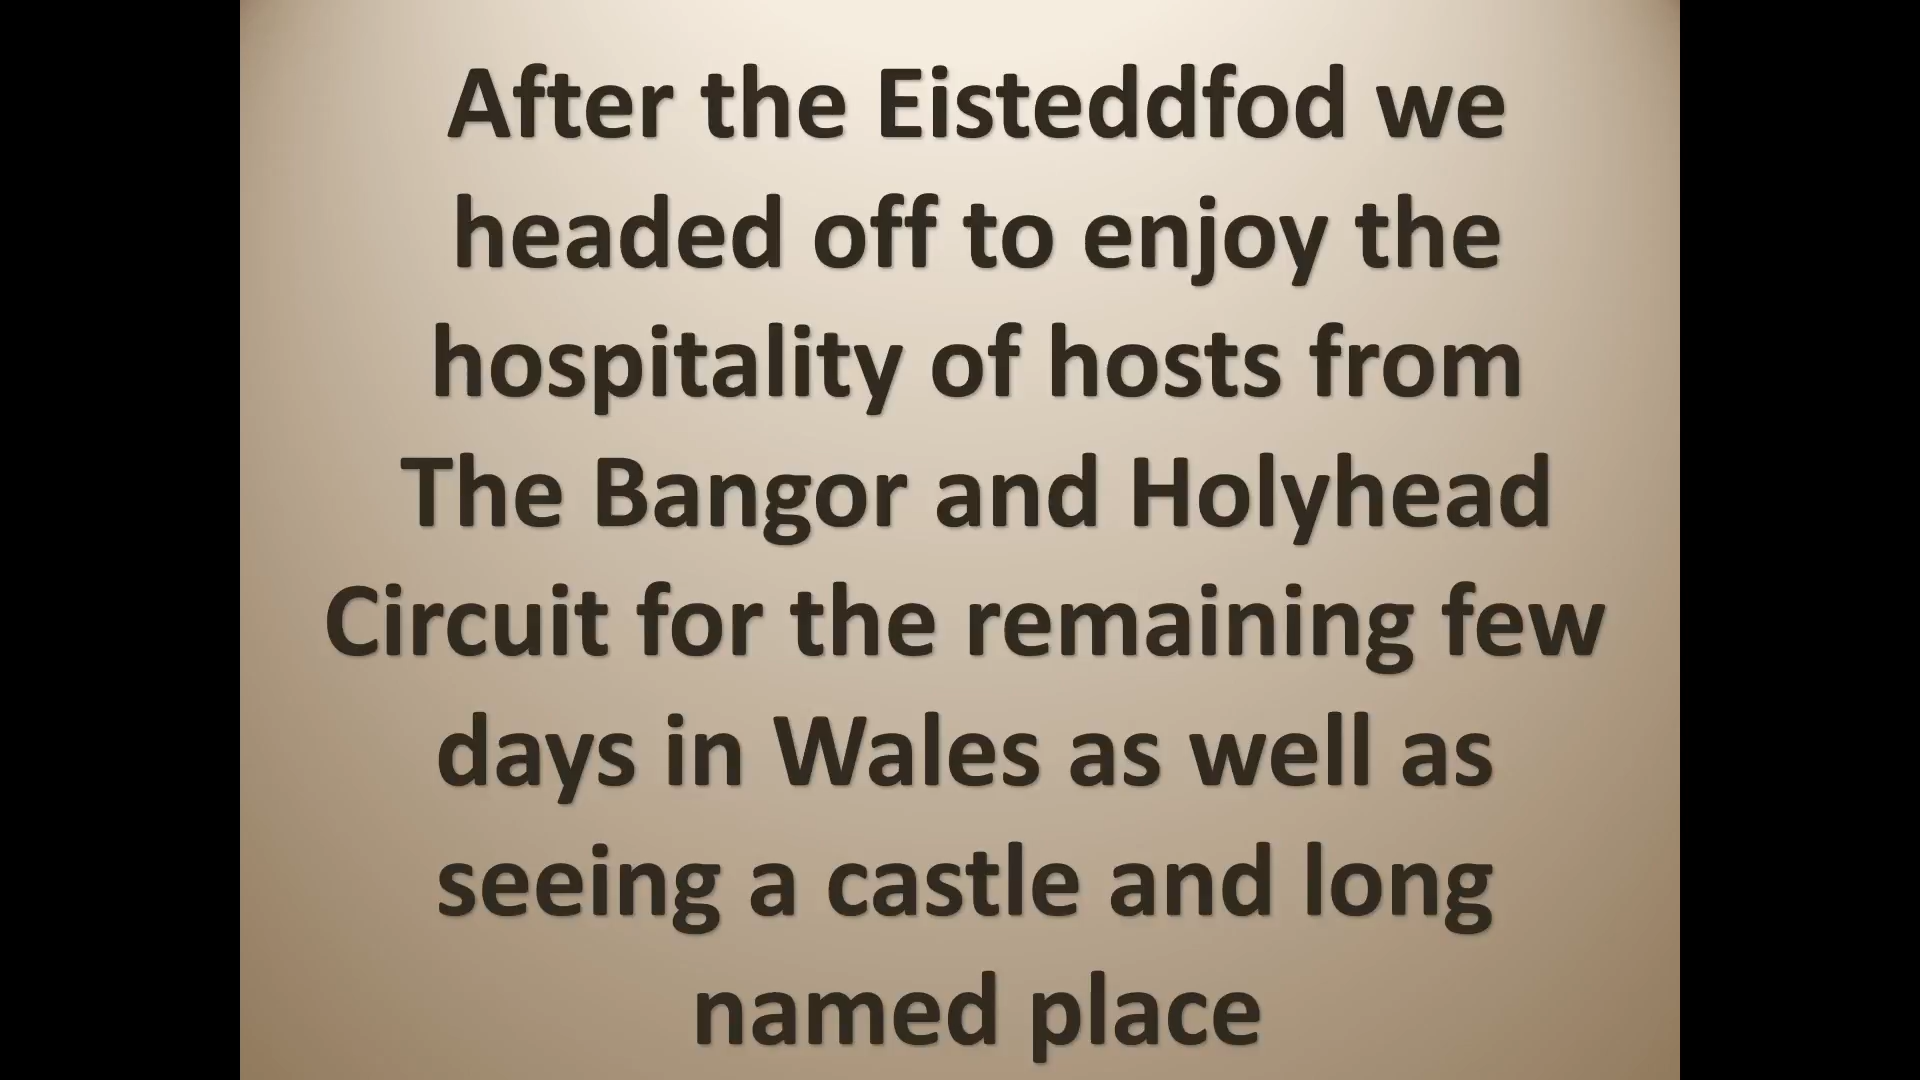 After the Eisteddfod we
headed off to enjoy the
hospitality of hosts from
The Bangor and Holyhead
Circuit for the remaining few
days in Wales as well as
seeing a castle and long
named place